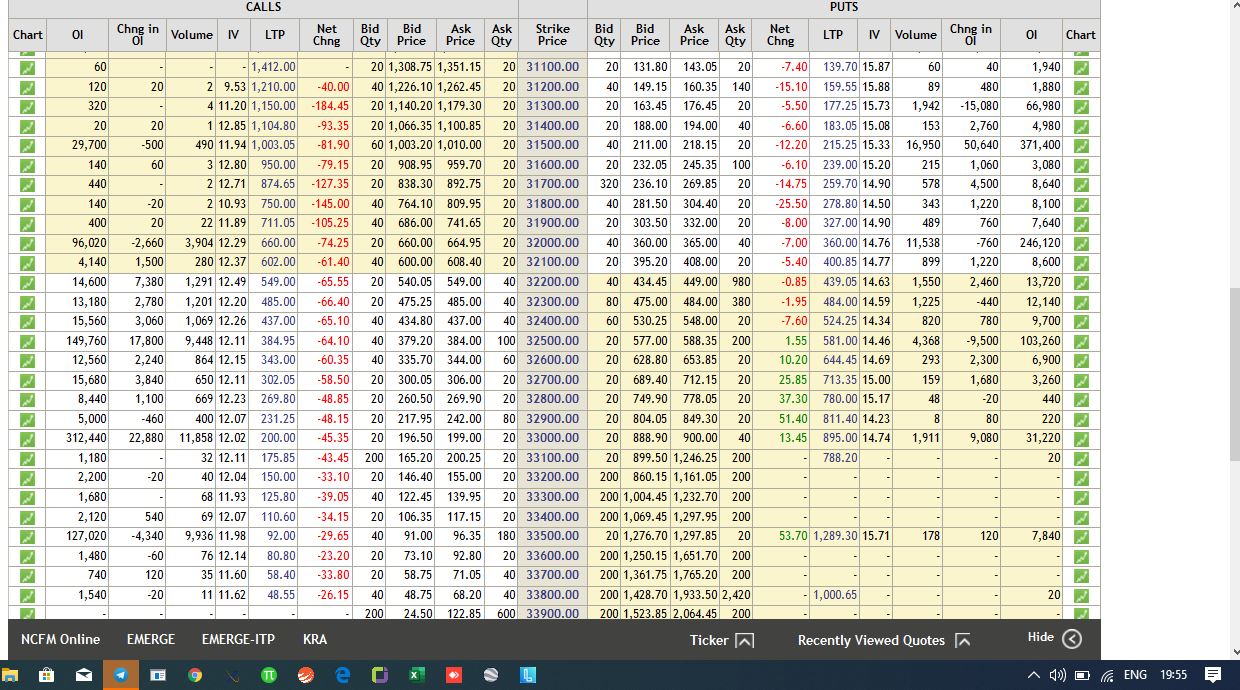 CALLS PUTS
Chart OI Chng in OI Volume IV LTP Net Chng Bid Qty Bid Price Ask Price Ask Qty Strike Price Bid Qty Bid Price Ask Price Ask Qty Net Chng LTP IV Volume Chng in OI OI Chart
60 - - - 1,412.00 - 20 1,308.75 1,351.15 20 31100.00 20 131.80 143.05 20 -7.40 139.70 15.87 60 40 1,940
120 20 2 9.53 1,210.00 -40.00 40 1,226.10 1,262.45 20 31200.00 40 149.15 160.35 140 -15.10 159.55 15.88 89 480 1,880
320 - 4 11.20 1,150.00 -184.45 20 1,140.20 1,179.30 20 31300.00 20 163.45 176.45 20 -5.50 177.25 15.73 1,942 -15,080 66,980
20 20 1 12.85 1,104.80 -93.35 20 1,066.35 1,100.85 20 31400.00 20 188.00 194.00 40 -6.60 183.05 15.08 153 2,760 4,980
29,700 -500 490 11.94 1,003.05 -81.90 60 1,003.20 1,010.00 20 31500.00 40 211.00 218.15 20 -12.20 215.25 15.33 16,950 50,640 371,400
140 60 3 12.80 950.00 -79.15 20 908.95 959.70 20 31600.00 20 232.05 245.35 100 -6.10 239.00 15.20 215 1,060 3,080
440 - 2 12.71 874.65 -127.35 20 838.30 892.75 20 31700.00 320 236.10 269.85 20 -14.75 259.70 14.90 578 4,500 8,640
140 -20 2 10.93 750.00 -145.00 40 764.10 809.95 20 31800.00 40 281.50 304.40 20 -25.50 278.80 14.50 343 1,220 8,100
400 20 22 11.89 711.05 -105.25 40 686.00 741.65 20 31900.00 20 303.50 332.00 20 -8.00 327.00 14.90 489 760 7,640
96,020 -2,660 3,904 12.29 660.00 -74.25 20 660.00 664.95 20 32000.00 40 360.00 365.00 40 -7.00 360.00 14.76 11,538 -760 246,120
4,140 1,500 280 12.37 602.00 -61.40 40 600.00 608.40 20 32100.00 20 395.20 408.00 20 -5.40 400.85 14.77 899 1,220 8,600
14,600 7,380 1,291 12.49 549.00 -65.55 20 540.05 549.00 40 32200.00 40 434.45 449.00 980 -0.85 439.05 14.63 1,550 2,460 13,720
13,180 2,780 1,201 12.20 485.00 -66.40 20 475.25 485.00 40 32300.00 80 475.00 484.00 380 -1.95 484.00 14.59 1,225 -440 12,140
15,560 3,060 1,069 12.26 437.00 -65.10 40 434.80 437.00 40 32400.00 60 530.25 548.00 20 -7.60 524.25 14.34 820 780 9,700
149,760 17,800 9,448 12.11 384.95 -64.10 40 379.20 384.00 100 32500.00 20 577.00 588.35 200 1.55 581.00 14.46 4,368 -9,500 103,260
12,560 2,240 864 12.15 343.00 -60.35 40 335.70 344.00 60 32600.00 20 628.80 653.85 20 10.20 644.45 14.69 293 2,300 6,900
15,680 3,840 650 12.11 302.05 -58.50 20 300.05 306.00 20 32700.00 20 689.40 712.15 20 25.85 713.35 15.00 159 1,680 3,260
8,440 1,100 669 12.23 269.80 -48.85 20 260.50 269.90 20 32800.00 20 749.90 778.05 20 37.30 780.00 15.17 48 -20 440
5,000 -460 400 12.07 231.25 -48.15 20 217.95 242.00 80 32900.00 20 804.05 849.30 20 51.40 811.40 14.23 8 80 220
312,440 22,880 11,858 12.02 200.00 -45.35 20 196.50 199.00 20 33000.00 20 888.90 900.00 40 13.45 895.00 14.74 1,911 9,080 31,220
1,180 - 32 12.11 175.85 -43.45 200 165.20 200.25 20 33100.00 20 899.50 1,246.25 200 - 788.20 - - - 20
2,200 -20 40 12.04 150.00 -33.10 20 146.40 155.00 20 33200.00 200 860.15 1,161.05 200 - - - - - -
1,680 - 68 11.93 125.80 -39.05 40 122.45 139.95 20 33300.00 200 1,004.45 1,232.70 200 - - - - - -
2,120 540 69 12.07 110.60 -34.15 20 106.35 117.15 20 33400.00 200 1,069.45 1,297.95 200 - - - - - -
127,020 -4,340 9,936 11.98 92.00 -29.65 40 91.00 96.35 180 33500.00 20 1,276.70 1,297.85 20 53.70 1,289.30 15.71 178 120 7,840
1,480 -60 76 12.14 80.80 -23.20 20 73.10 92.80 20 33600.00 200 1,250.15 1,651.70 200 - - - - - -
740 120 35 11.60 58.40 -33.80 20 58.75 71.05 40 33700.00 200 1,361.75 1,765.20 200 - - - - - -
1,540 -20 11 11.62 48.55 -26.15 40 48.75 68.20 40 33800.00 200 1,428.70 1,933.50 2,420 - 1,000.65 - - - 20
- - - - - - 200 24.50 122.85 600 33900.00 200 1,523.85 2,064.45 200 - - - - - -
NCFM Online EMERGE EMERGE-ITP KRA Ticker Recently Viewed Quotes Hide
ENG 19:55